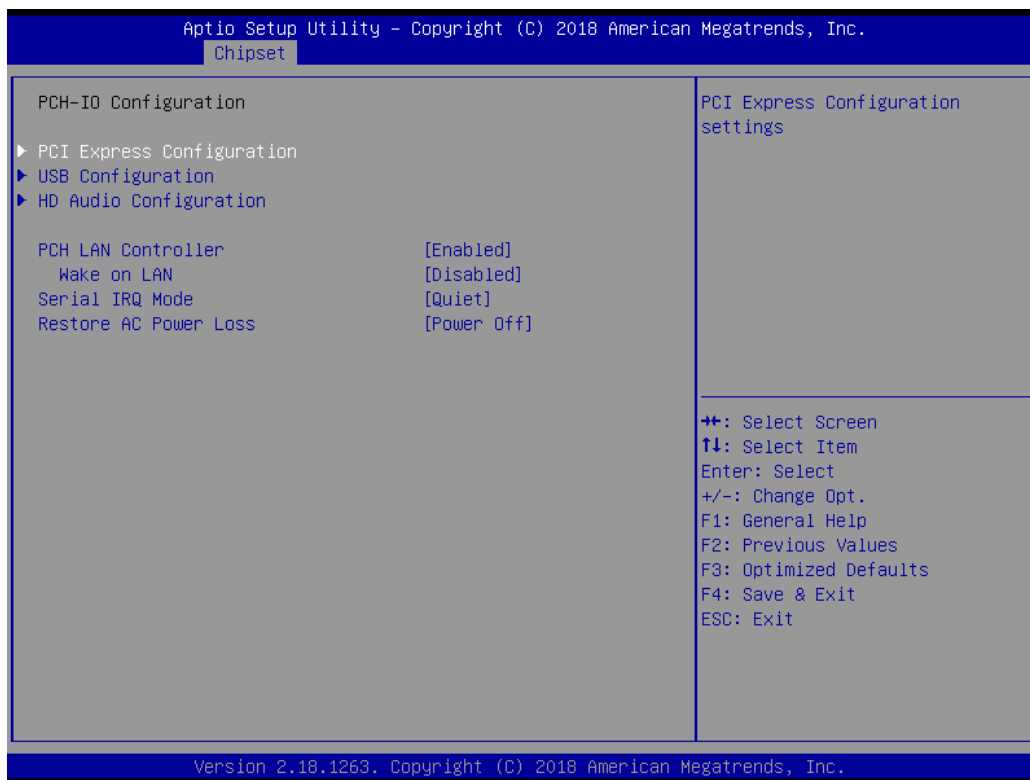 Aptio Setup Utility – Copyright (C) 2018 American Megatrends, Inc.
Chipset
PCH-IO Configuration
PCI Express Configuration
USB Configuration
HD Audio Configuration
PCH LAN Controller [Enabled]
Wake on LAN [Disabled]
Serial IRQ Mode [Quiet]
Restore AC Power Loss [Power Off]
PCI Express Configuration
settings
→←: Select Screen
↑↓: Select Item
Enter: Select
+/-: Change Opt.
F1: General Help
F2: Previous Values
F3: Optimized Defaults
F4: Save & Exit
ESC: Exit
Version 2.18.1263. Copyright (C) 2018 American Megatrends, Inc.